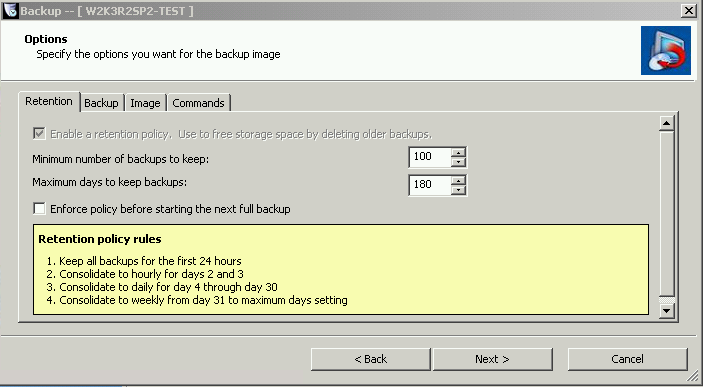 Backup -- [ W2K3R2SP2-TEST ]
Options
Specify the options you want for the backup image
Retention Backup Image Commands
Enable a retention policy. Use to free storage space by deleting older backups.
Minimum number of backups to keep: 100
Maximum days to keep backups: 180
Enforce policy before starting the next full backup
Retention policy rules
1. Keep all backups for the first 24 hours
2. Consolidate to hourly for days 2 and 3
3. Consolidate to daily for day 4 through day 30
4. Consolidate to weekly from day 31 to maximum days setting
< Back Next > Cancel